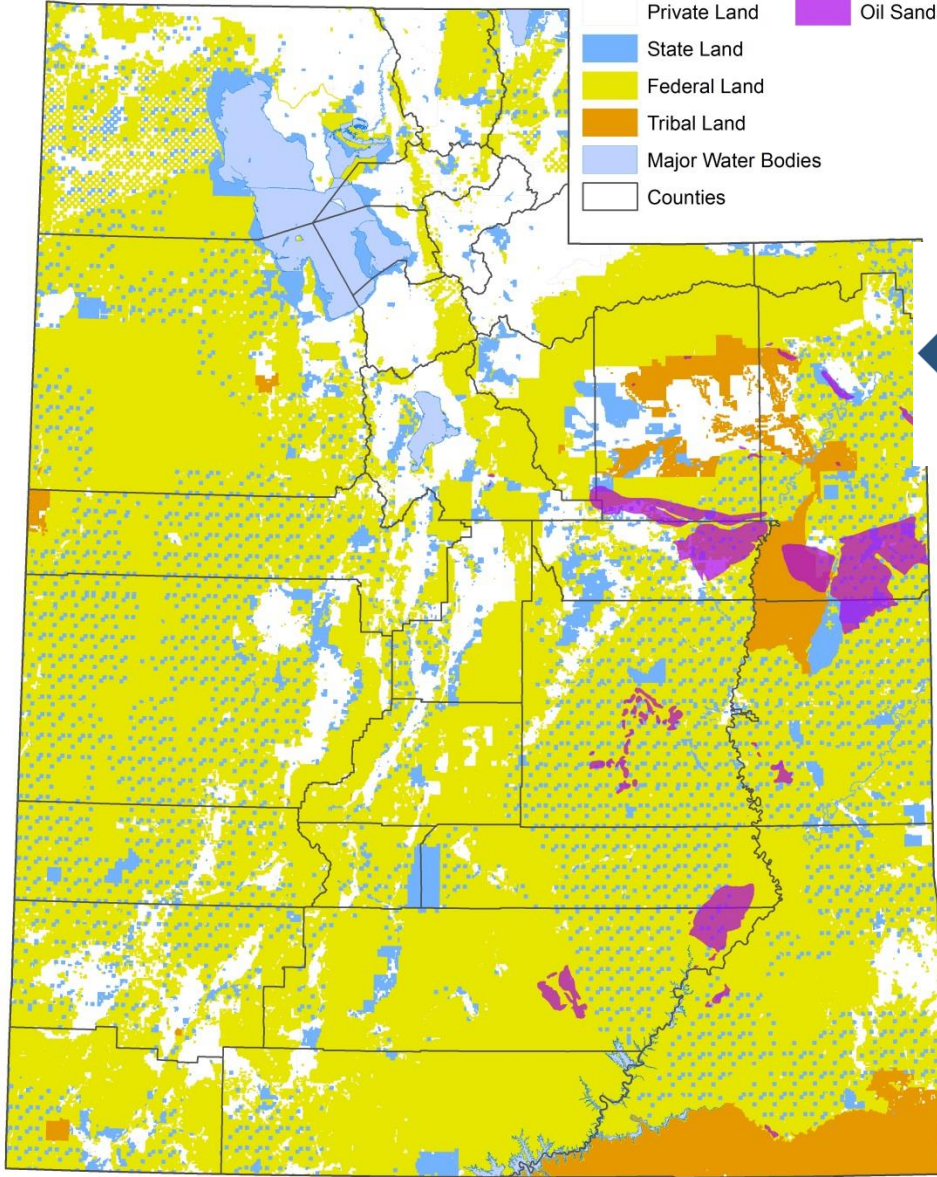 Private Land
Oil Sand
State Land
Federal Land
Tribal Land
Major Water Bodies
Counties